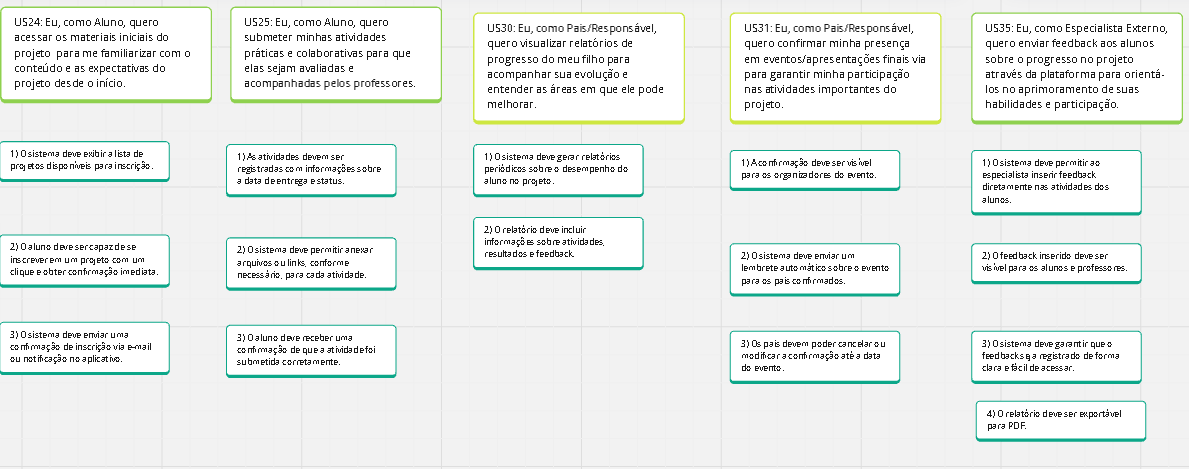 US24: Eu, como Aluno, quero
acessar os materiais iniciais do
projeto para me familiarizar com o
conteúdo e as expectativas do
projeto desde o início.
1) O sistema deve exibir a lista de
projetos disponíveis para inscrição.
2) O aluno deve ser capaz de se
inscrever em um projeto com um
clique e obter confirmação imediata.
3) O sistema deve enviar uma
confirmação de inscrição via e-mail
ou notificação no aplicativo.
US25: Eu, como Aluno, quero
submeter minhas atividades
práticas e colaborativas para que
elas sejam avaliadas e
acompanhadas pelos professores.
1) As atividades devem ser
registradas com informações sobre
a data de entrega e status.
2) O sistema deve permitir anexar
arquivos ou links, conforme
necessário, para cada atividade.
3) O aluno deve receber uma
confirmação de que a atividade foi
submetida corretamente.
US30: Eu, como Pais/Responsável,
quero visualizar relatórios de
progresso do meu filho para
acompanhar sua evolução e
entender as áreas em que ele pode
melhorar.
1) O sistema deve gerar relatórios
periódicos sobre o desempenho do
aluno no projeto.
2) O relatório deve incluir
informações sobre atividades,
resultados e feedback.
US31: Eu, como Pais/Responsável,
quero confirmar minha presença
em eventos/apresentações finais via
para garantir minha participação
nas atividades importantes do
projeto.
1) A confirmação deve ser visível
para os organizadores do evento.
2) O sistema deve enviar um
lembrete automático sobre o evento
para os pais confirmados.
3) Os pais devem poder cancelar ou
modificar a confirmação até a data
do evento.
US35: Eu, como Especialista Externo,
quero enviar feedback aos alunos
sobre o progresso no projeto
através da plataforma para orientá-
los no aprimoramento de suas
habilidades e participação.
1) O sistema deve permitir ao
especialista inserir feedback
diretamente nas atividades dos
alunos.
2) O feedback inserido deve ser
visível para os alunos e professores.
3) O sistema deve garantir que o
feedback seja registrado de forma
clara e fácil de acessar.
4) O relatório deve ser exportável
para PDF.